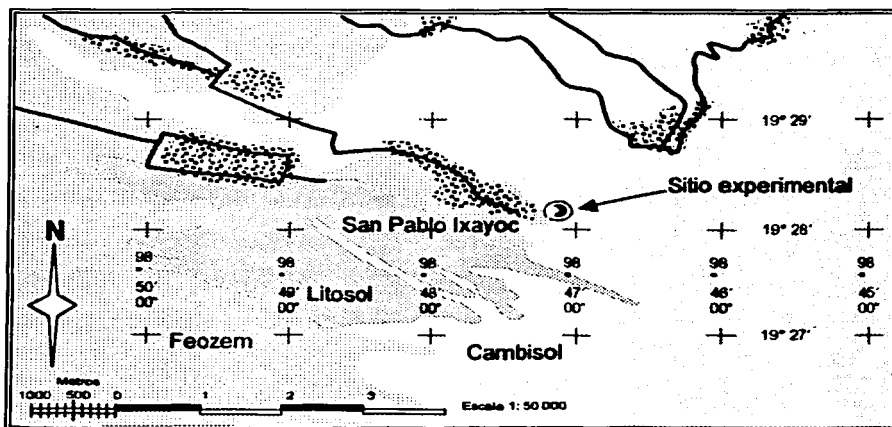 19° 29'
Sitio experimental
San Pablo Ixayoc
19° 28'
N
98° 50' 00"
98° 49' 00"
98° 48' 00"
98° 47' 00"
98° 46' 00"
98° 45' 00"
Litosol
Feozem
Cambisol
19° 27'
Metros
1000 500 0 1 2 3
Escala 1: 50 000